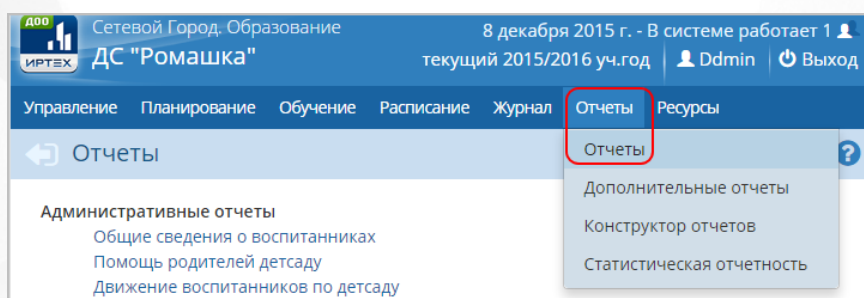 ДОО
ИРТЕХ
Сетевой Город. Образование
8 декабря 2015 г. - В системе работает 1
ДС "Ромашка"
текущий 2015/2016 уч.год
Ddmin
Выход
Управление Планирование Обучение Расписание Журнал Отчеты Ресурсы
Отчеты
?
Отчеты
Дополнительные отчеты
Конструктор отчетов
Статистическая отчетность
Административные отчеты
Общие сведения о воспитанниках
Помощь родителей детсаду
Движение воспитанников по детсаду